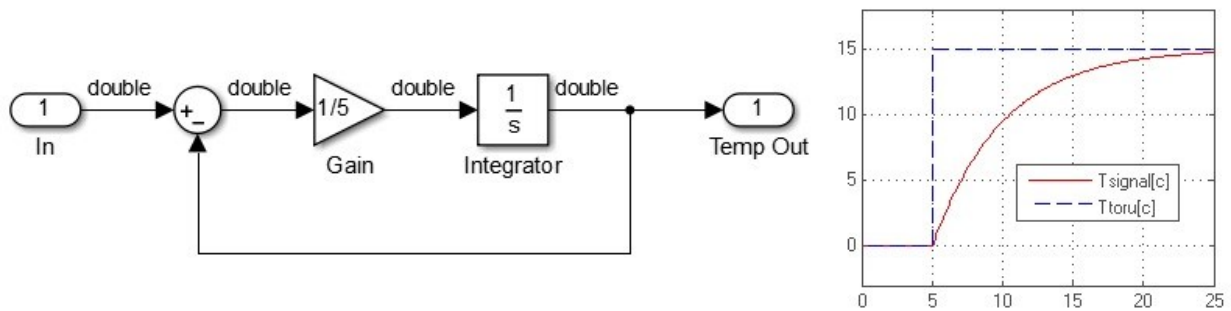 double
double
double
double
1
+
-
1/5
1
s
1
In
Gain
Integrator
Temp Out
15
10
5
0
Tsignal[c]
Ttoru[c]
0
5
10
15
20
25